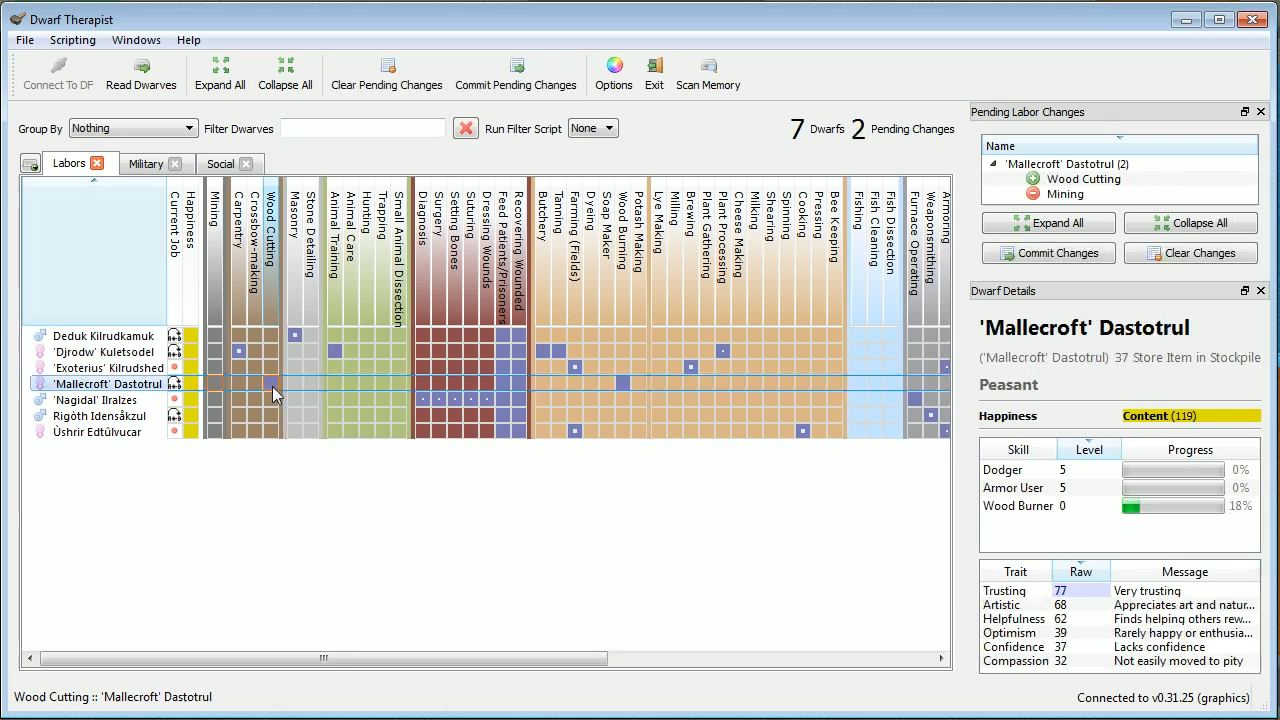 Dwarf Therapist
File Scripting Windows Help
Connect To DF Read Dwarves Expand All Collapse All Clear Pending Changes Commit Pending Changes Options Exit Scan Memory
Group By Nothing Filter Dwarves Run Filter Script None 7 Dwarfs 2 Pending Changes
Labors Military Social
Current Job
Happiness
Mining
Carpentry
Crossbow-making
Wood Cutting
Masonry
Stone Detailing
Animal Training
Animal Care
Hunting
Trapping
Small Animal Dissection
Diagnosis
Surgery
Setting Bones
Suturing
Dressing Wounds
Feed Patients/Prisoners
Recovering Wounded
Butchery
Tanning
Farming (Fields)
Dyeing
Soap Maker
Wood Burning
Potash Making
Lye Making
Milling
Brewing
Plant Gathering
Plant Processing
Cheese Making
Milking
Shearing
Spinning
Cooking
Pressing
Bee Keeping
Fishing
Fish Cleaning
Fish Dissection
Furnace Operating
Weaponsmithing
Armoring
Deduk Kilrudkamuk
'Djrodw' Kuletsodel
'Exoterius' Kilrudshed
'Mallecroft' Dastotrul
'Nagidal' Ilralzes
Rigòth Idensåkzul
Ùshrir Edtûlvucar
Pending Labor Changes
Name
'Mallecroft' Dastotrul (2)
Wood Cutting
Mining
Expand All Collapse All
Commit Changes Clear Changes
Dwarf Details
'Mallecroft' Dastotrul
('Mallecroft' Dastotrul) 37 Store Item in Stockpile
Peasant
Happiness Content (119)
Skill Level Progress
Dodger 5 0%
Armor User 5 0%
Wood Burner 0 18%
Trait Raw Message
Trusting 77 Very trusting
Artistic 68 Appreciates art and natur...
Helpfulness 62 Finds helping others rew...
Optimism 39 Rarely happy or enthusia...
Confidence 37 Lacks confidence
Compassion 32 Not easily moved to pity
Wood Cutting :: 'Mallecroft' Dastotrul
Connected to v0.31.25 (graphics)